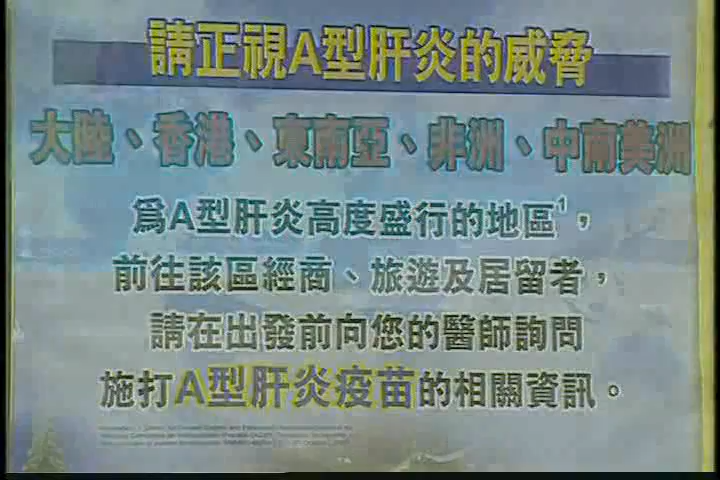 請正視A型肝炎的威脅
大陸、香港、東南亞、非洲、中南美洲
爲A型肝炎高度盛行的地區1，
前往該區經商、旅遊及居留者，
請在出發前向您的醫師詢問
施打A型肝炎疫苗的相關資訊。